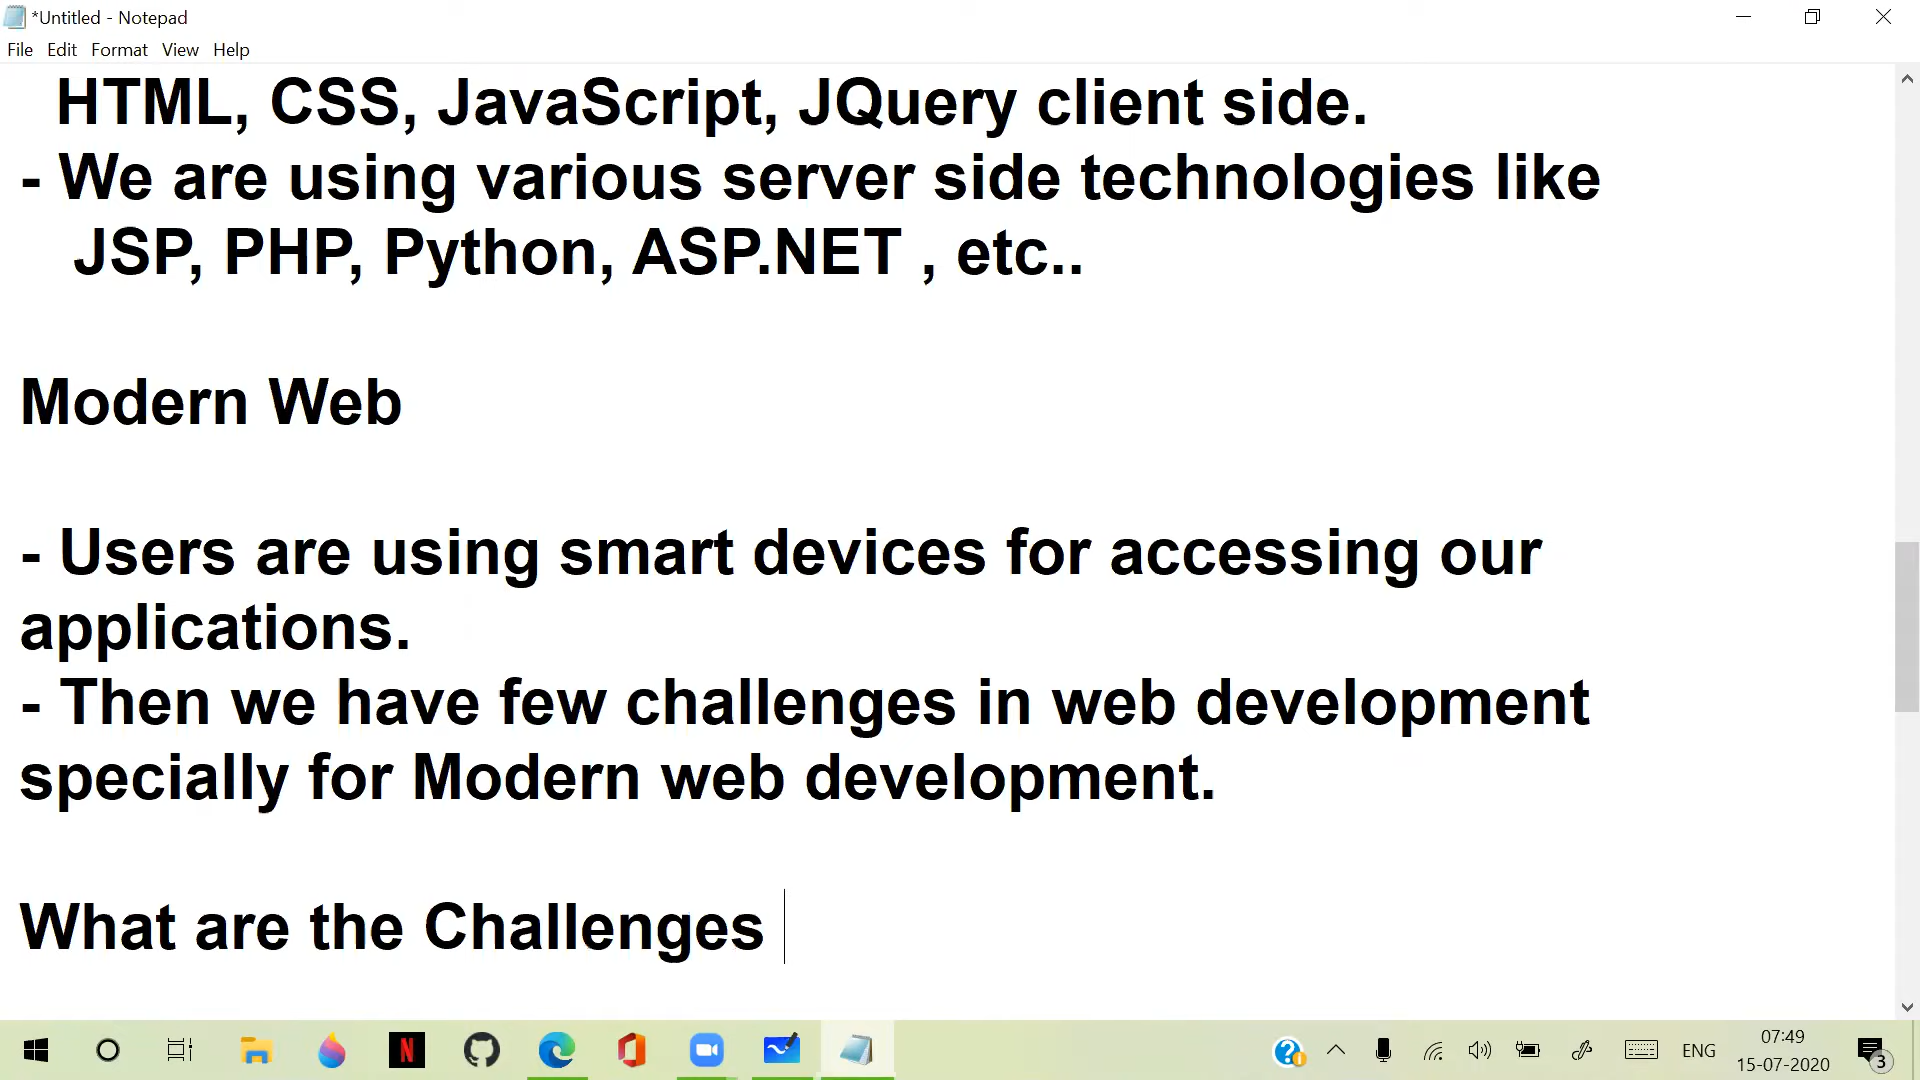 *Untitled - Notepad
File Edit Format View Help
HTML, CSS, JavaScript, JQuery client side.
- We are using various server side technologies like
JSP, PHP, Python, ASP.NET , etc..
Modern Web
- Users are using smart devices for accessing our
applications.
- Then we have few challenges in web development
specially for Modern web development.
What are the Challenges
N
?
ENG
07:49
15-07-2020
3